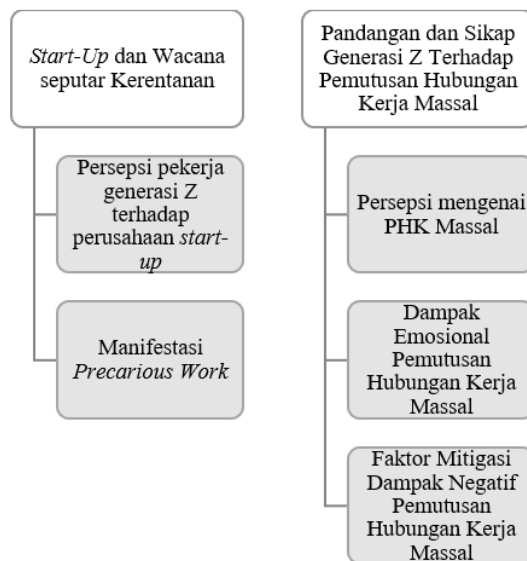 Start-Up dan Wacana
seputar Kerentanan
Persepsi pekerja
generasi Z
terhadap
perusahaan start-
up
Manifestasi
Precarious Work
Pandangan dan Sikap
Generasi Z Terhadap
Pemutusan Hubungan
Kerja Massal
Persepsi mengenai
PHK Massal
Dampak
Emosional
Pemutusan
Hubungan Kerja
Massal
Faktor Mitigasi
Dampak Negatif
Pemutusan
Hubungan Kerja
Massal